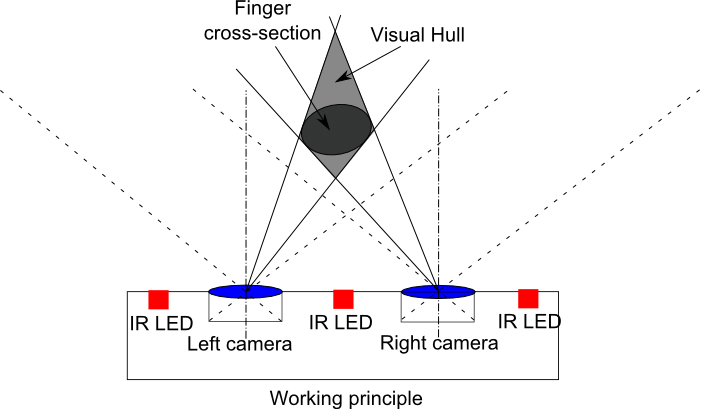 Finger
cross-section
Visual Hull
IR LED
IR LED
IR LED
Left camera
Right camera
Working principle